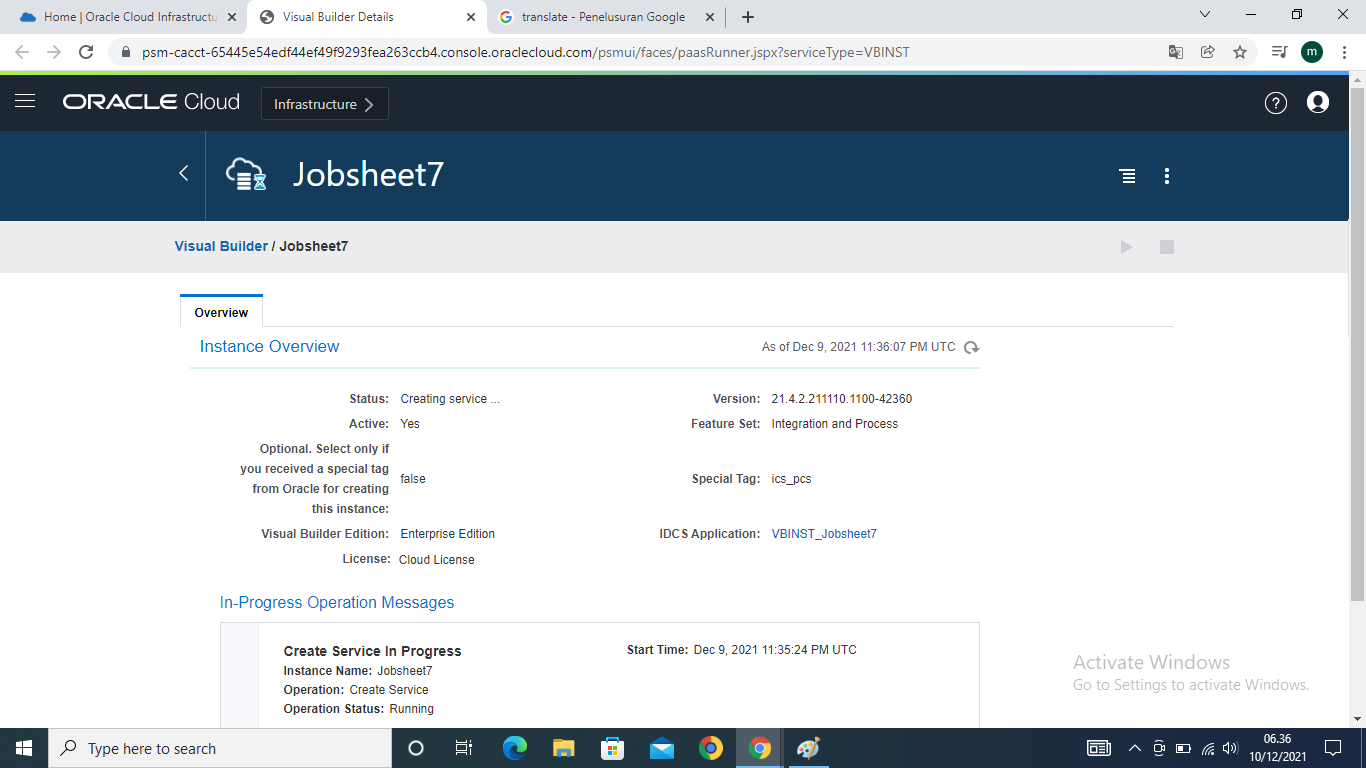 Home | Oracle Cloud Infrastructu
Visual Builder Details
translate - Penelusuran Google
psm-cacct-65445e54edf44ef49f9293fea263ccb4.console.oraclecloud.com/psmui/faces/paasRunner.jspx?serviceType=VBINST
m
ORACLE Cloud
Infrastructure
?
Jobsheet7
Visual Builder / Jobsheet7
Overview
Instance Overview
As of Dec 9, 2021 11:36:07 PM UTC
Status: Creating service ...
Version: 21.4.2.211110.1100-42360
Active: Yes
Feature Set: Integration and Process
Optional. Select only if
you received a special tag
from Oracle for creating
this instance:
false
Special Tag: ics_pcs
Visual Builder Edition: Enterprise Edition
IDCS Application: VBINST_Jobsheet7
License: Cloud License
In-Progress Operation Messages
Create Service In Progress
Start Time: Dec 9, 2021 11:35:24 PM UTC
Instance Name: Jobsheet7
Operation: Create Service
Operation Status: Running
Activate Windows
Go to Settings to activate Windows.
Type here to search
06.36
10/12/2021